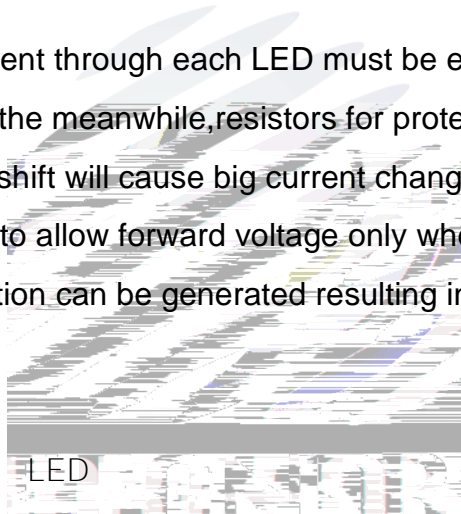 ent through each LED must be e
the meanwhile,resistors for prote
shift will cause big current chang
to allow forward voltage only whe
tion can be generated resulting in
LED